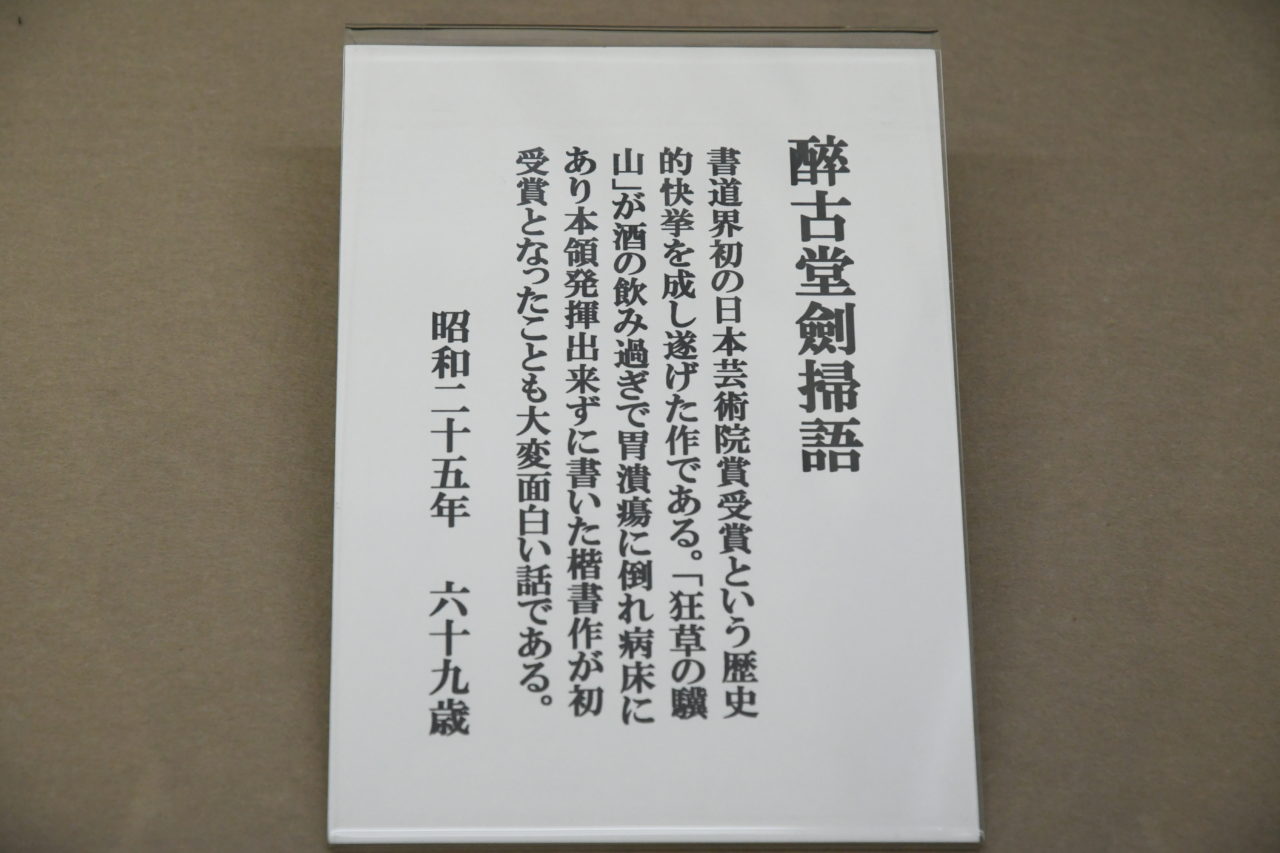 醉古堂劍掃語
書道界初の日本芸術院賞受賞という歴史
的快挙を成し遂げた作である。「狂草の驥
山」が酒の飲み過ぎで胃潰瘍に倒れ病床に
あり本領発揮出来ずに書いた楷書作が初
受賞となったことも大変面白い話である。
昭和二十五年 六十九歳